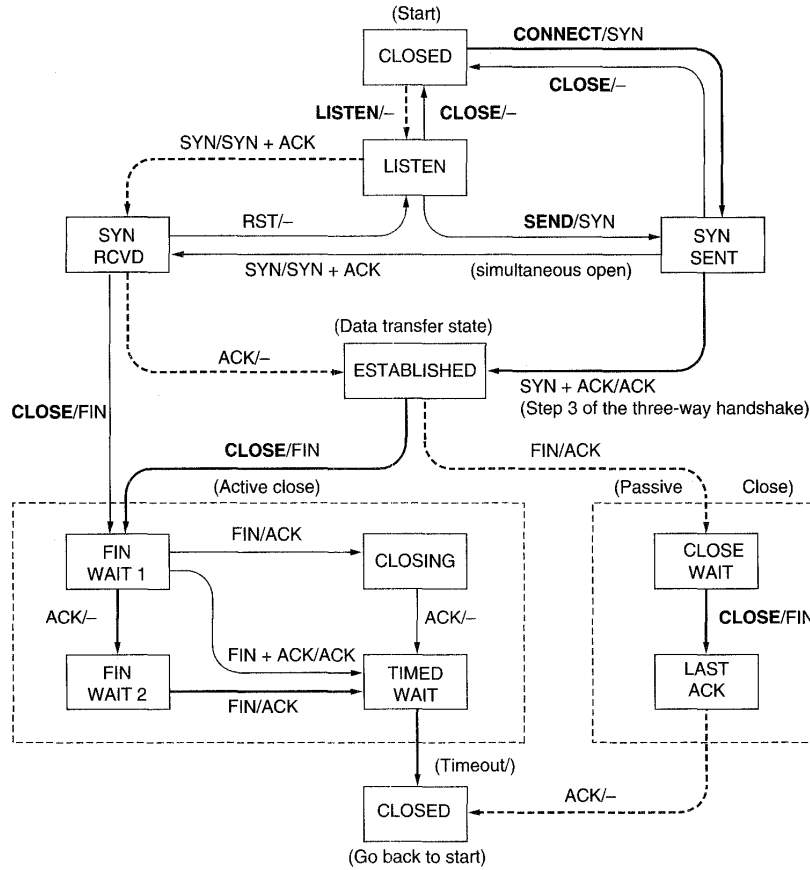 (Start)
CONNECT/SYN
CLOSED
CLOSE/–
LISTEN/–
CLOSE/–
SYN/SYN + ACK
LISTEN
SYN
RCVD
RST/–
SEND/SYN
SYN
SENT
SYN/SYN + ACK
(simultaneous open)
(Data transfer state)
ACK/–
ESTABLISHED
SYN + ACK/ACK
(Step 3 of the three-way handshake)
CLOSE/FIN
CLOSE/FIN
FIN/ACK
(Active close)
(Passive Close)
FIN
WAIT 1
FIN/ACK
CLOSING
CLOSE
WAIT
ACK/–
ACK/–
CLOSE/FIN
FIN + ACK/ACK
FIN
WAIT 2
TIMED
WAIT
LAST
ACK
FIN/ACK
(Timeout/)
CLOSED
ACK/–
(Go back to start)